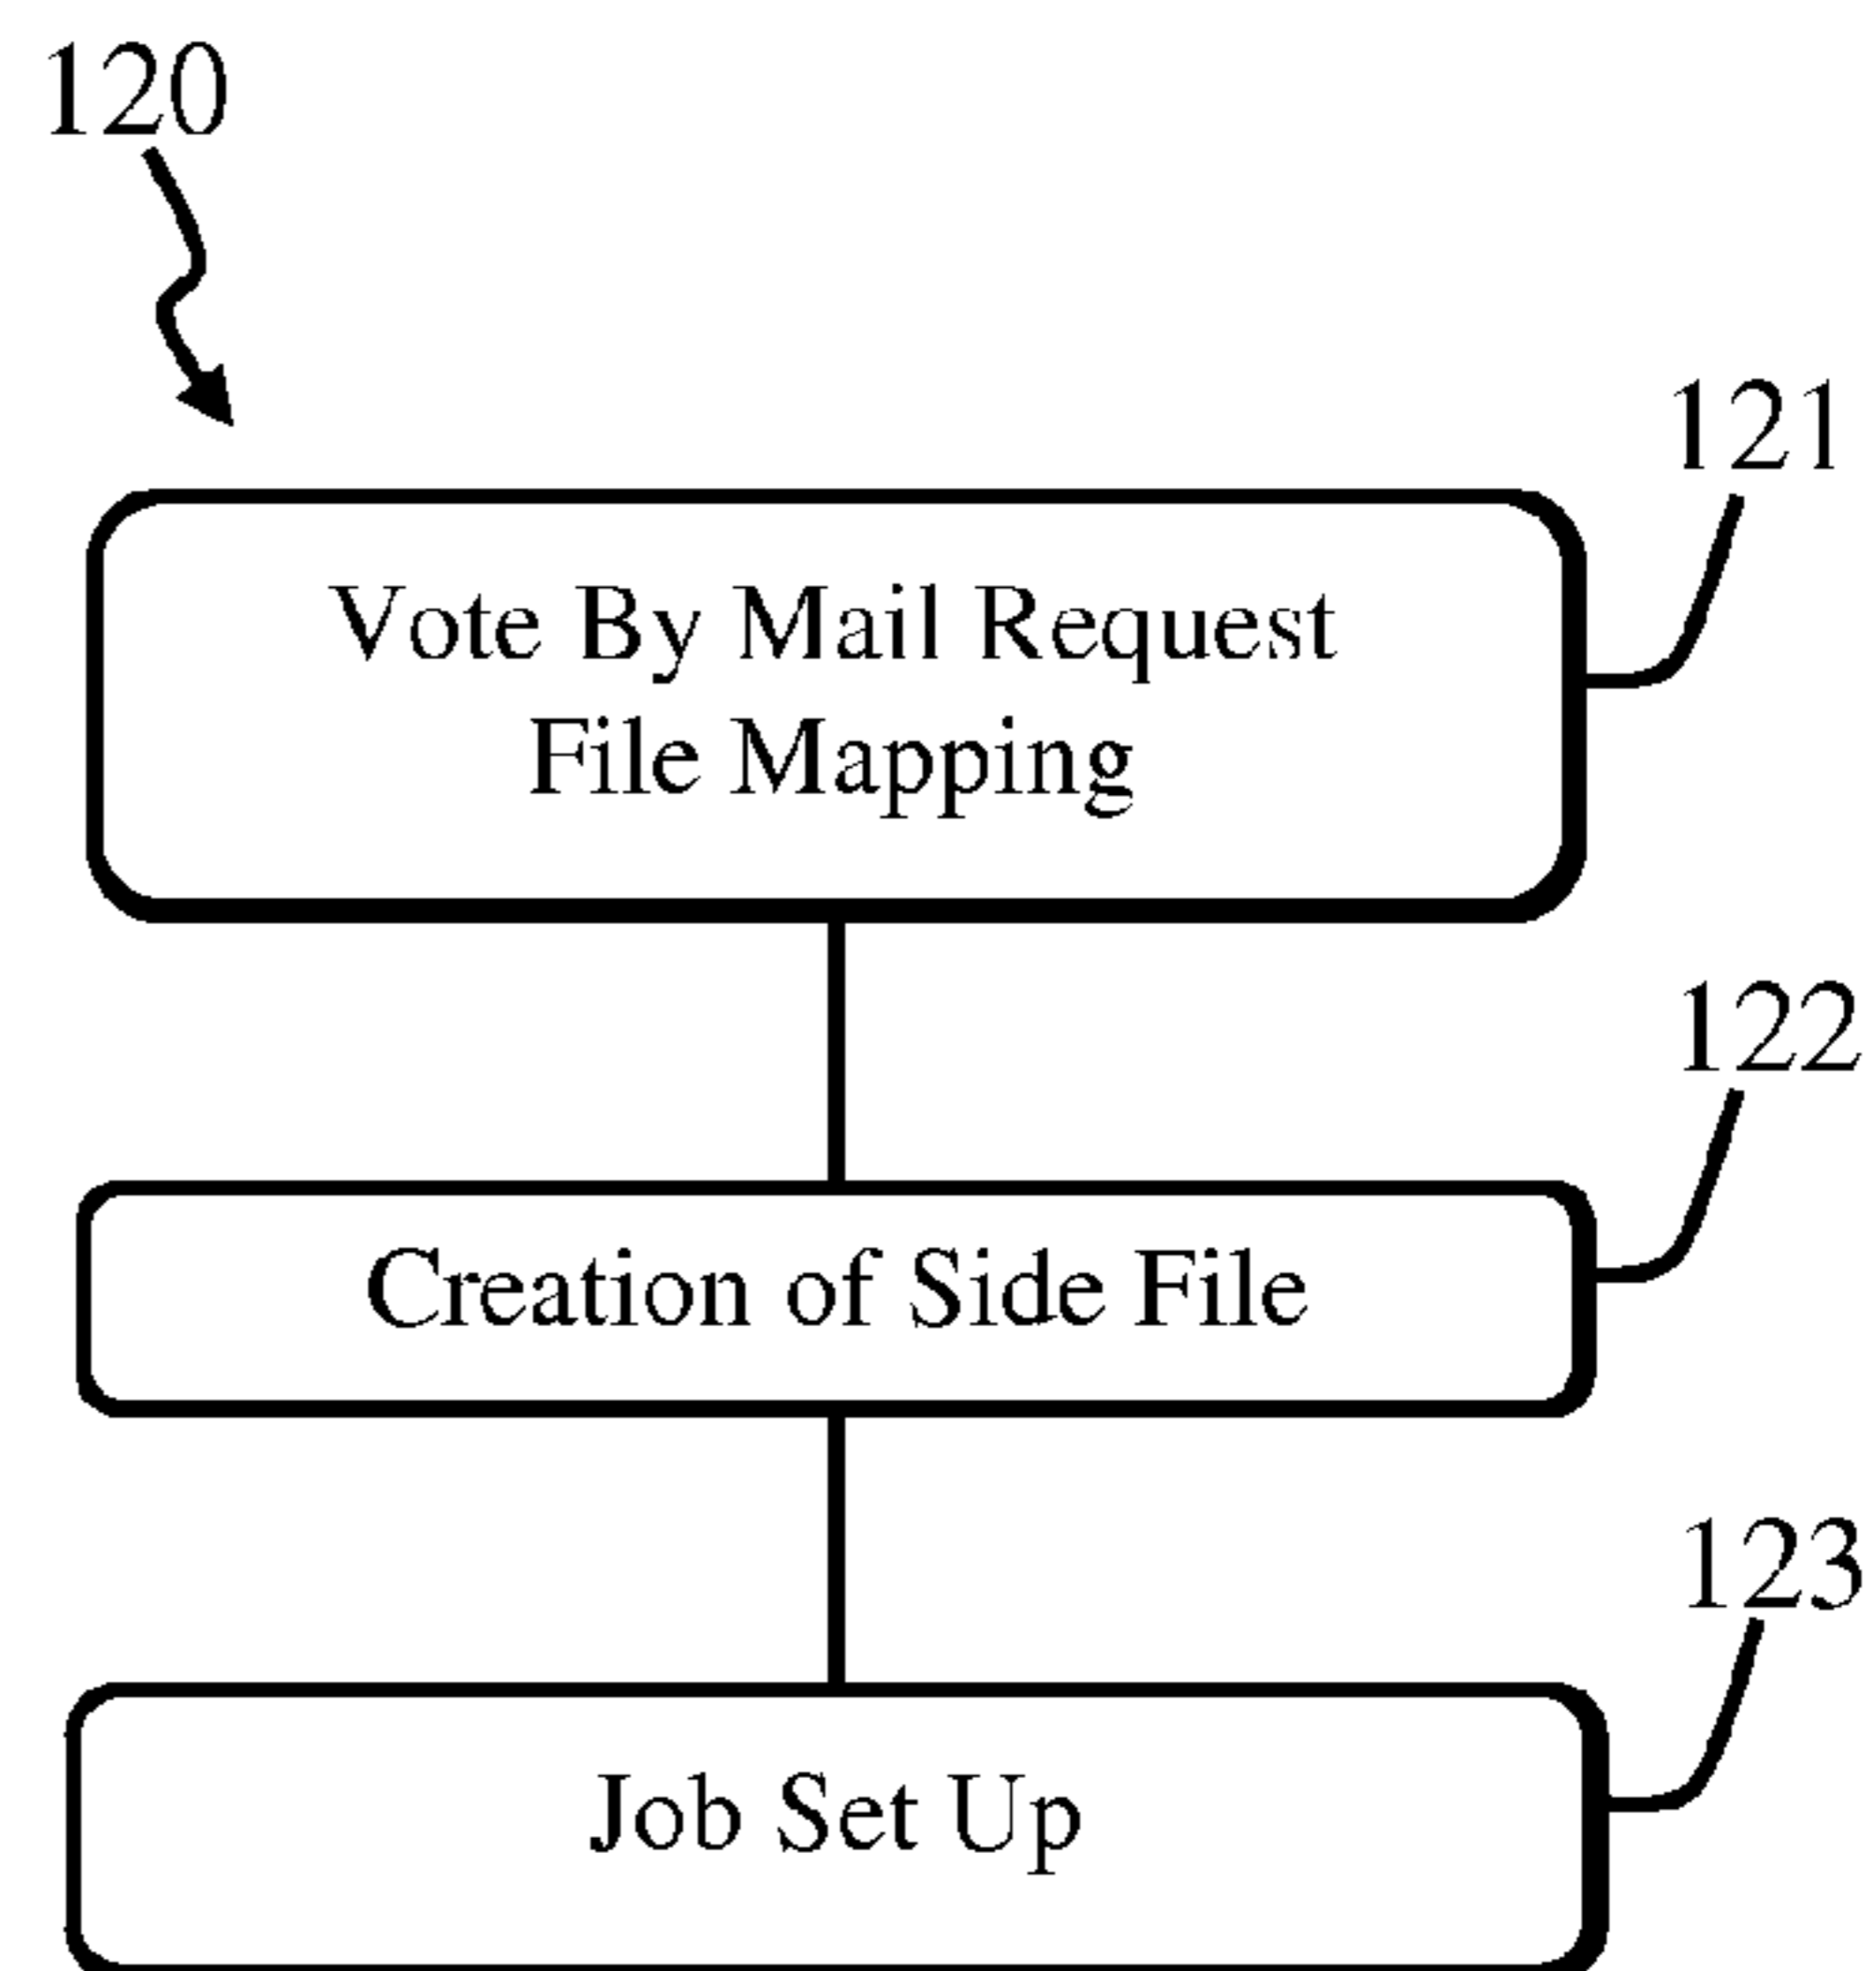 120
121
Vote By Mail Request
File Mapping
122
Creation of Side File
123
Job Set Up